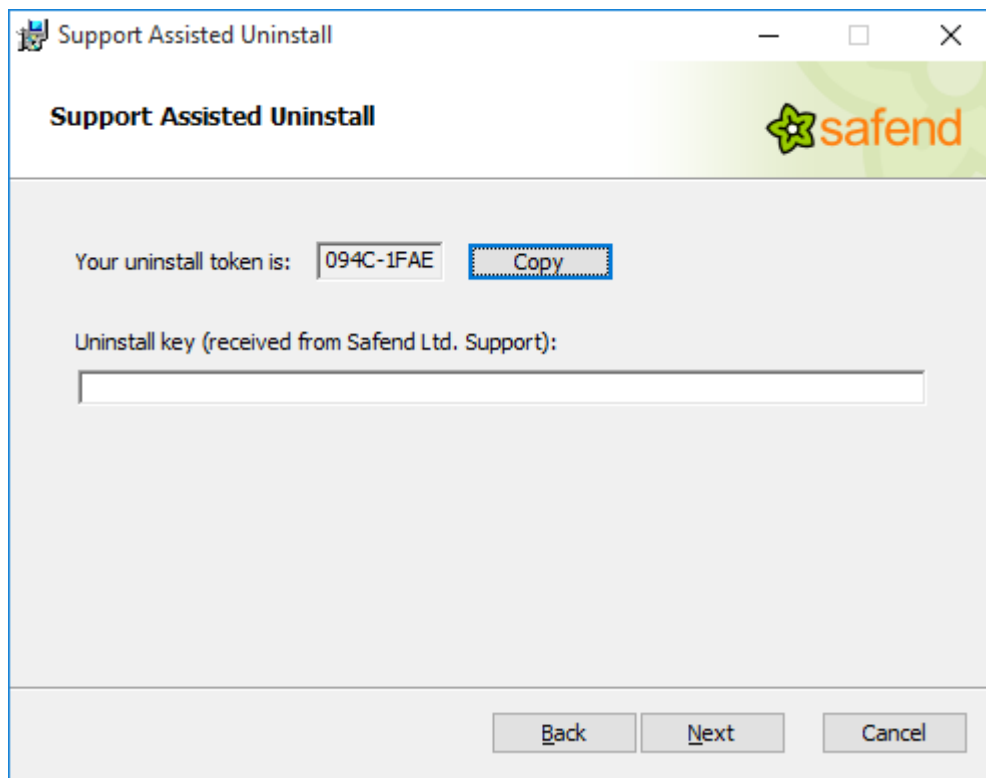 Support Assisted Uninstall
Support Assisted Uninstall
safend
Your uninstall token is: 094C-1FAE Copy
Uninstall key (received from Safend Ltd. Support):
Back Next Cancel